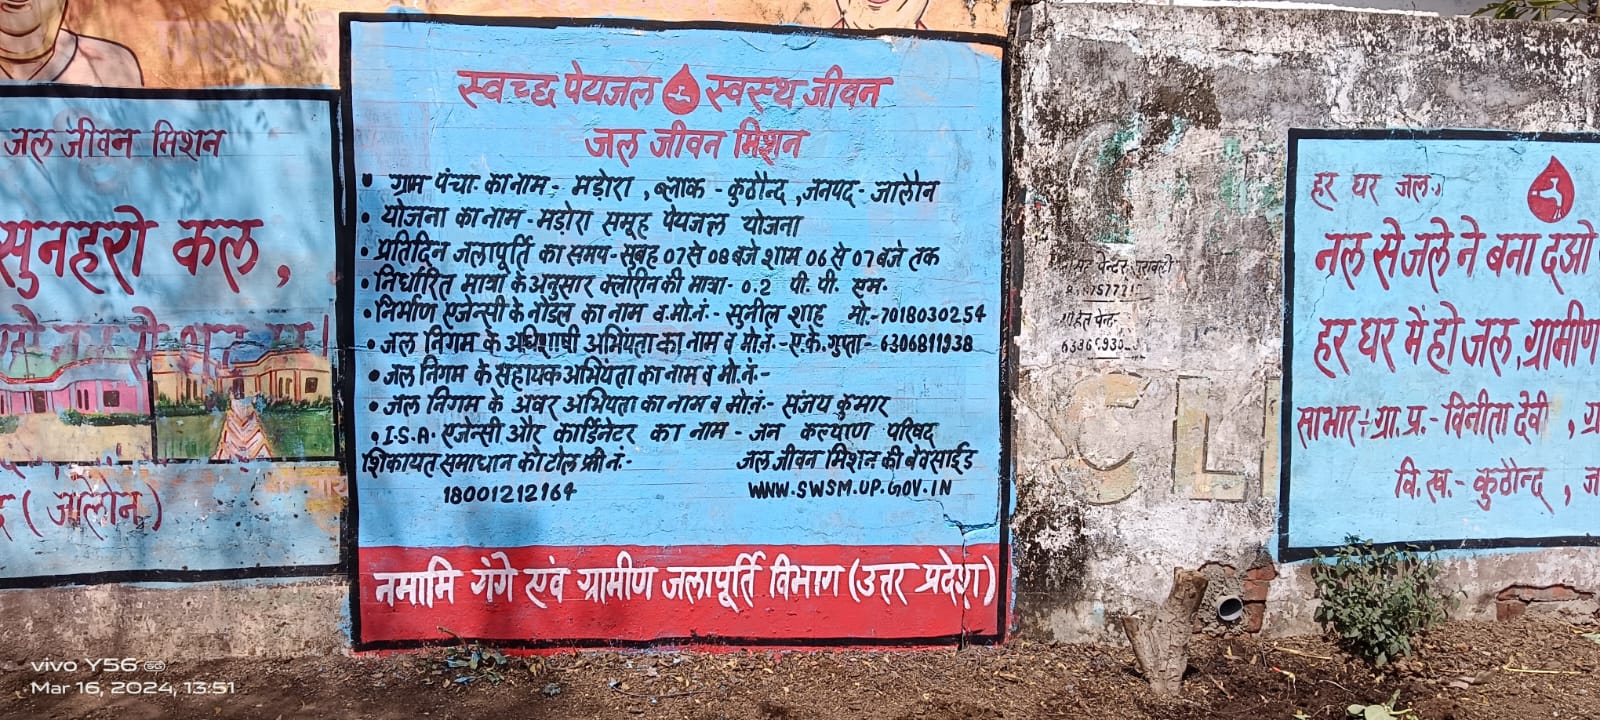 जल जीवन मिशन
सुनहरो कल,
(जालौन)
स्वच्छ पेयजल स्वस्थ जीवन
जल जीवन मिशन
• ग्राम पंचा. का नाम - मड़ोरा , ब्लाक - कुठौन्द , जनपद - जालौन
• योजना का नाम - मडोरा समूह पेयजल योजना
• प्रतिदिन जलापूर्ति का समय - सुबह 07 से 08 बजे शाम 06 से 07 बजे तक
• निर्धारित मात्रा के अनुसार क्लोरिन की मात्रा - 0.2 पी. पी. एम.
• निर्माण एजेन्सी के नोडल का नाम व मो.नं. - सुनील शाह मो.-7018030254
• जल निगम के अधिशाषी अभियंता का नाम व मो.नं. - ए.के.गुप्ता - 6306811938
• जल निगम के सहायक अभियंता का नाम व मो.नं:-
• जल निगम के अवर अभियंता का नाम व मो.नं:- संजय कुमार
• I.S.A. एजेन्सी और कार्डिनेटर का नाम - जन कल्याण परिषद
शिकायत समाधान को टोल फ्री नं:- जल जीवन मिशन की वेवसाईड
18001212164 WWW.SWSM.UP.GOV.IN
नमामि गंगे एवं ग्रामीण जलापूर्ति विभाग (उत्तर प्रदेश)
CL
हर घर जल
नल से जले ने बना दओ
हर घर में हो जल, ग्रामीण
साभार ÷ ग्रा.प्र.- विनीता देवी ,
वि.ख. - कुठौन्द ,
vivo Y56 5G
Mar 16, 2024, 13:51